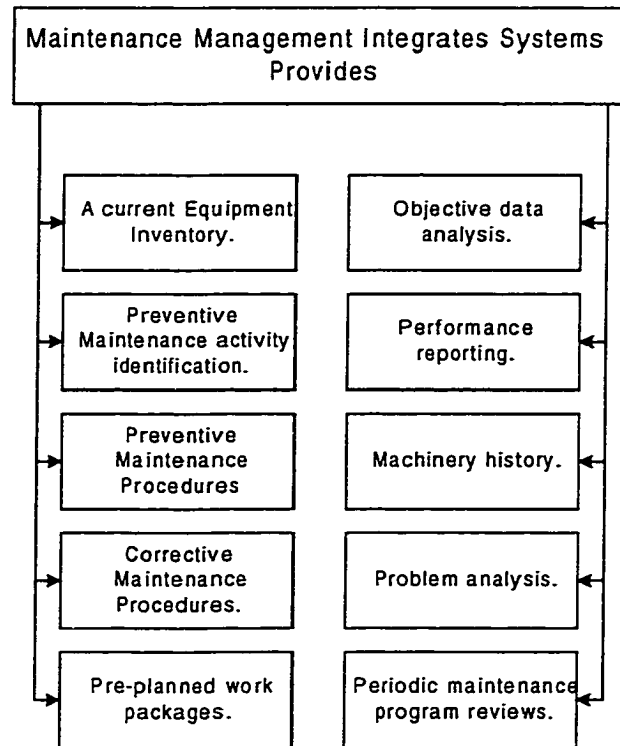 Maintenance Management Integrates Systems
Provides
A current Equipment
Inventory.
Preventive
Maintenance activity
identification.
Preventive
Maintenance
Procedures
Corrective
Maintenance
Procedures.
Pre-planned work
packages.
Objective data
analysis.
Performance
reporting.
Machinery history.
Problem analysis.
Periodic maintenance
program reviews.